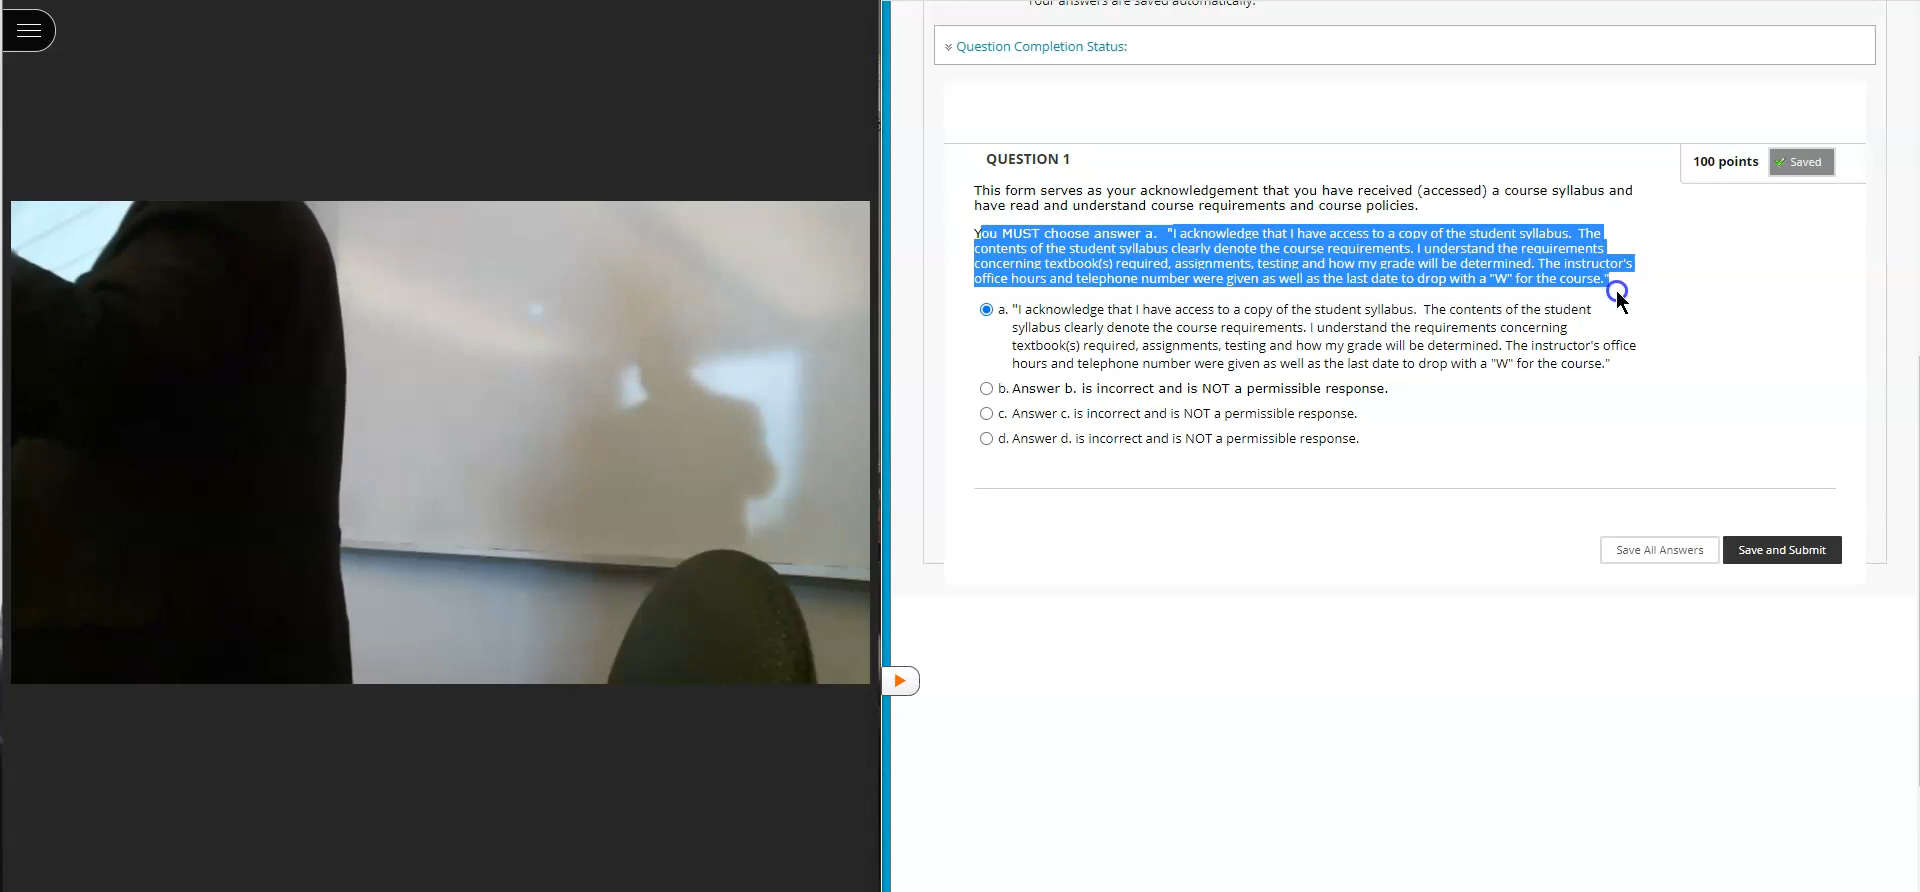 Your answers are saved automatically.
Question Completion Status:
QUESTION 1
100 points
Saved
This form serves as your acknowledgement that you have received (accessed) a course syllabus and
have read and understand course requirements and course policies.
You MUST choose answer a.  "I acknowledge that I have access to a copy of the student syllabus.  The
contents of the student syllabus clearly denote the course requirements. I understand the requirements
concerning textbook(s) required, assignments, testing and how my grade will be determined. The instructor's
office hours and telephone number were given as well as the last date to drop with a "W" for the course."
a. "I acknowledge that I have access to a copy of the student syllabus.  The contents of the student
syllabus clearly denote the course requirements. I understand the requirements concerning
textbook(s) required, assignments, testing and how my grade will be determined. The instructor's office
hours and telephone number were given as well as the last date to drop with a "W" for the course."
b. Answer b. is incorrect and is NOT a permissible response.
c. Answer c. is incorrect and is NOT a permissible response.
d. Answer d. is incorrect and is NOT a permissible response.
Save All Answers
Save and Submit